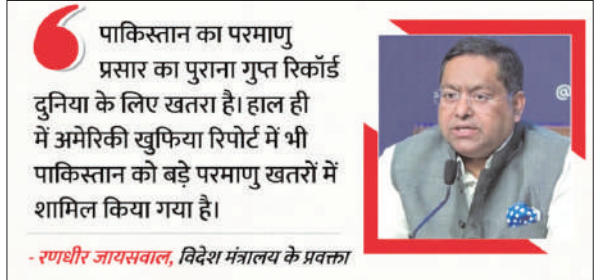 पाकिस्तान का परमाणु
प्रसार का पुराना गुप्त रिकॉर्ड
दुनिया के लिए खतरा है। हाल ही
में अमेरिकी खुफिया रिपोर्ट में भी
पाकिस्तान को बड़े परमाणु खतरों में
शामिल किया गया है।
- रणधीर जायसवाल, विदेश मंत्रालय के प्रवक्ता
@